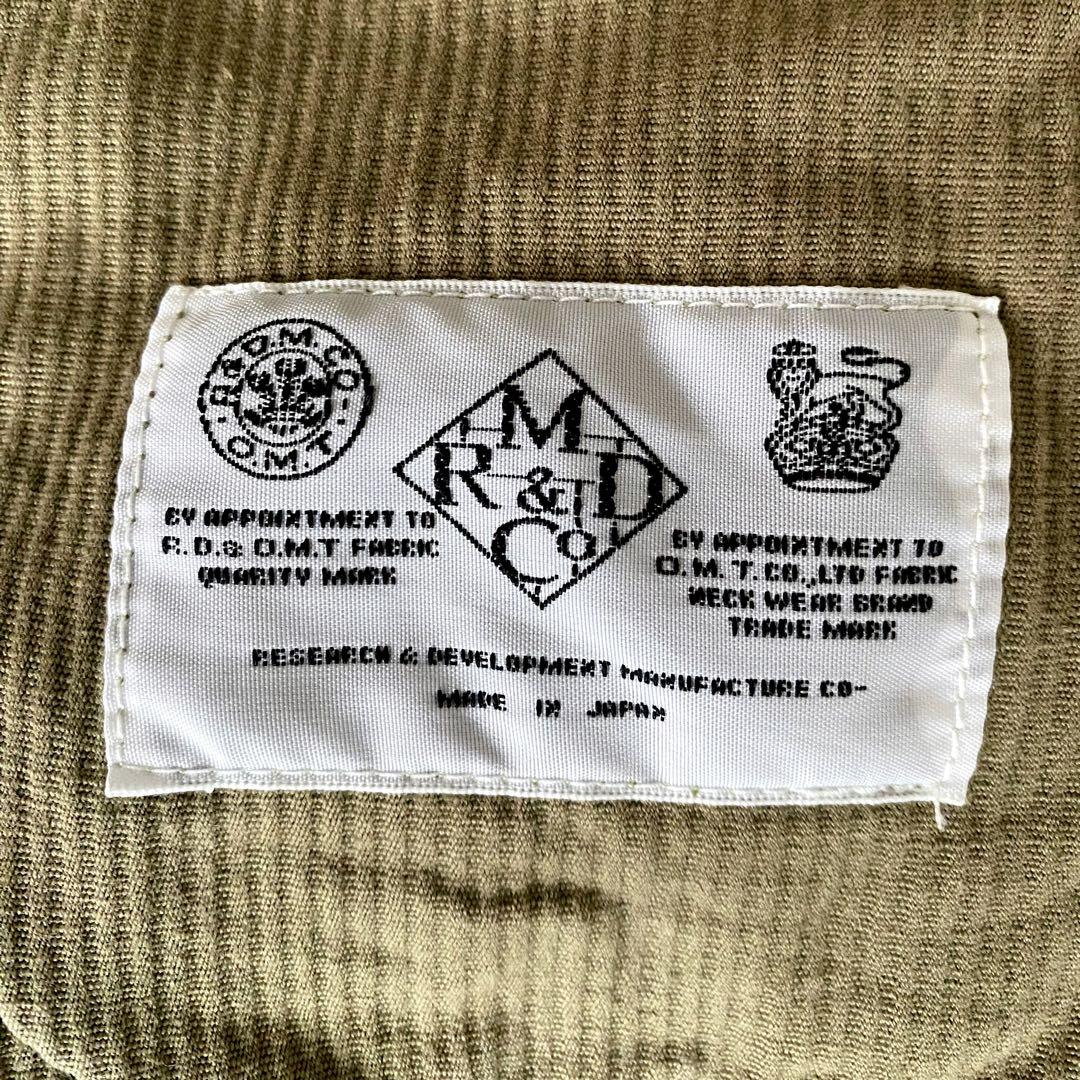 R&D.M.CO.
O.M.T.
M
R & D
Co
BY APPOINTMENT TO
R.D.& O.M.T FABRIC
QUARITY MARK
BY APPOINTMENT TO
O.M.T.CO.,LTD FABRIC
NECK WEAR BRAND
TRADE MARK
RESEARCH & DEVELOPMENT MANUFACTURE CO-
MADE IN JAPAN